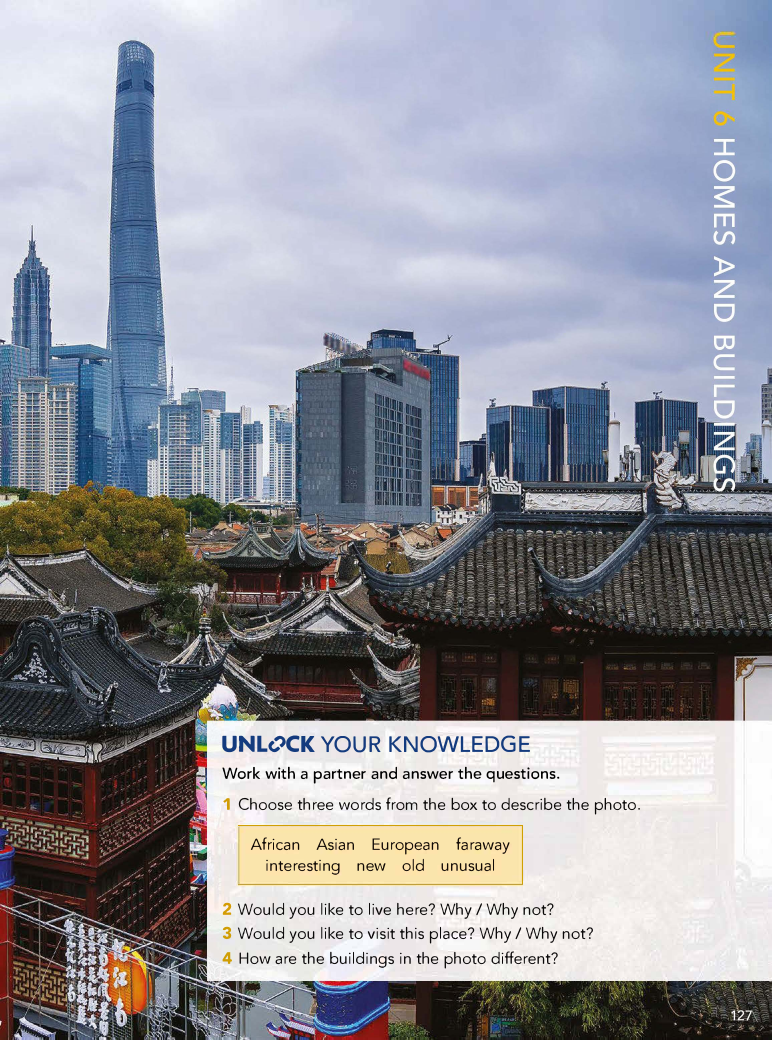 UNIT 6 HOMES AND BUILDINGS
UNLOCK YOUR KNOWLEDGE
Work with a partner and answer the questions.
1 Choose three words from the box to describe the photo.
African Asian European faraway
interesting new old unusual
2 Would you like to live here? Why / Why not?
3 Would you like to visit this place? Why / Why not?
4 How are the buildings in the photo different?
127